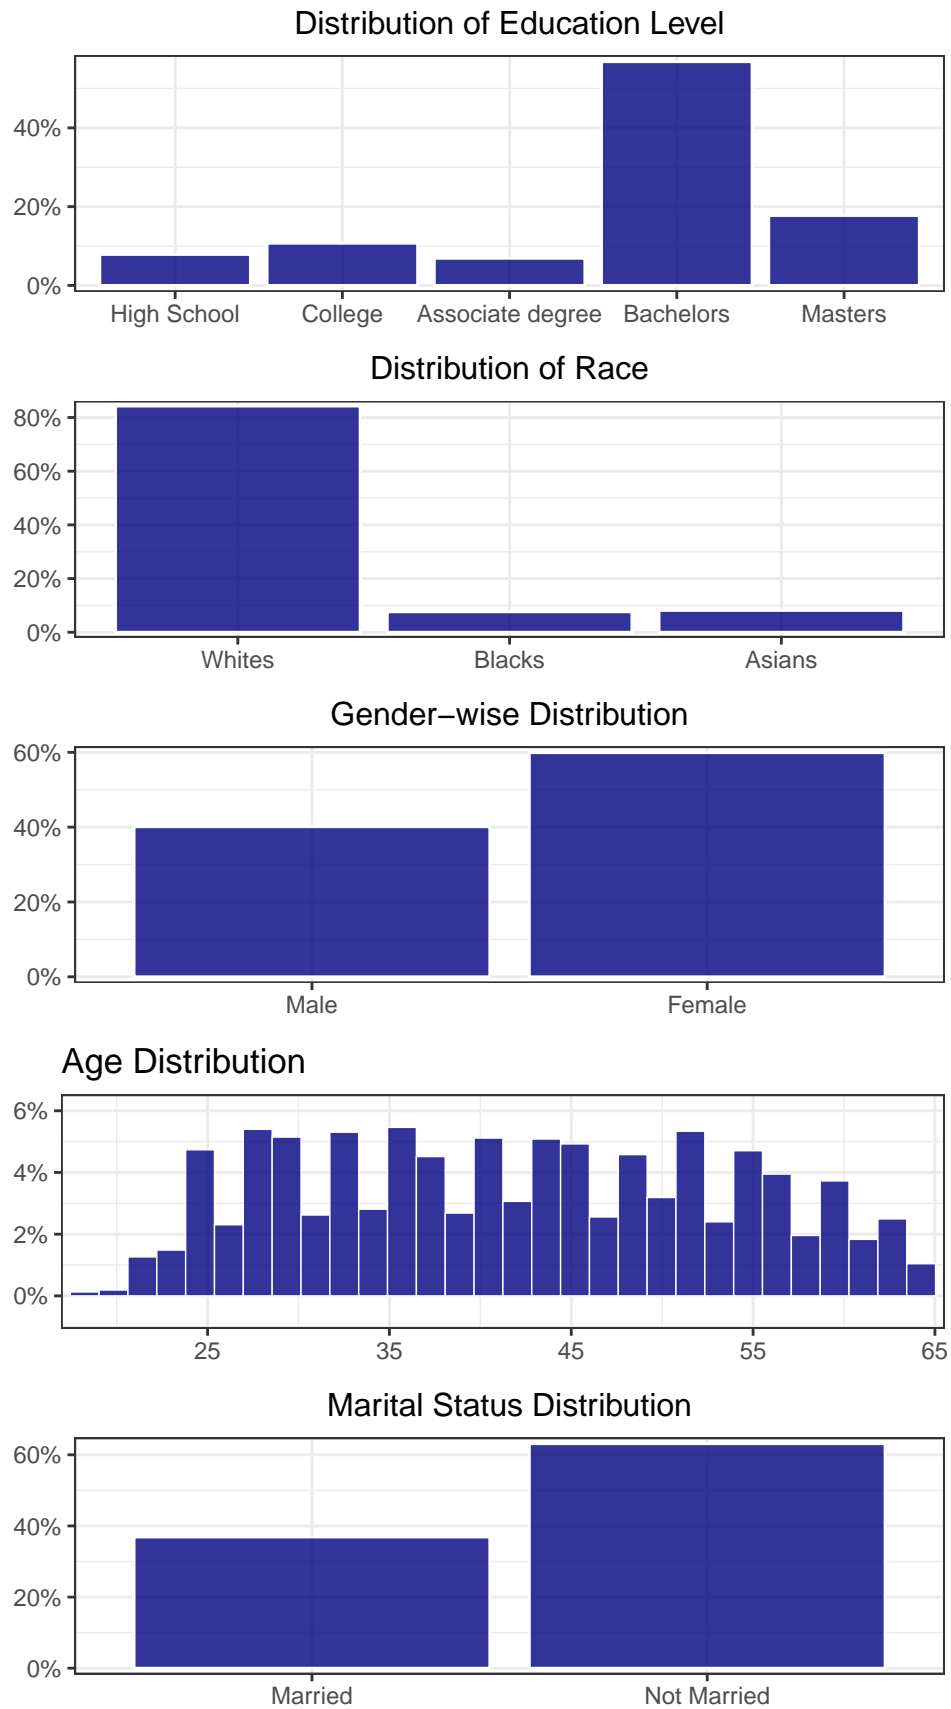 Distribution of Education Level
40%
20%
0%
High School College Associate degree Bachelors Masters
Distribution of Race
80%
60%
40%
20%
0%
Whites Blacks Asians
Gender−wise Distribution
60%
40%
20%
0%
Male Female
Age Distribution
6%
4%
2%
0%
25 35 45 55 65
Marital Status Distribution
60%
40%
20%
0%
Married Not Married